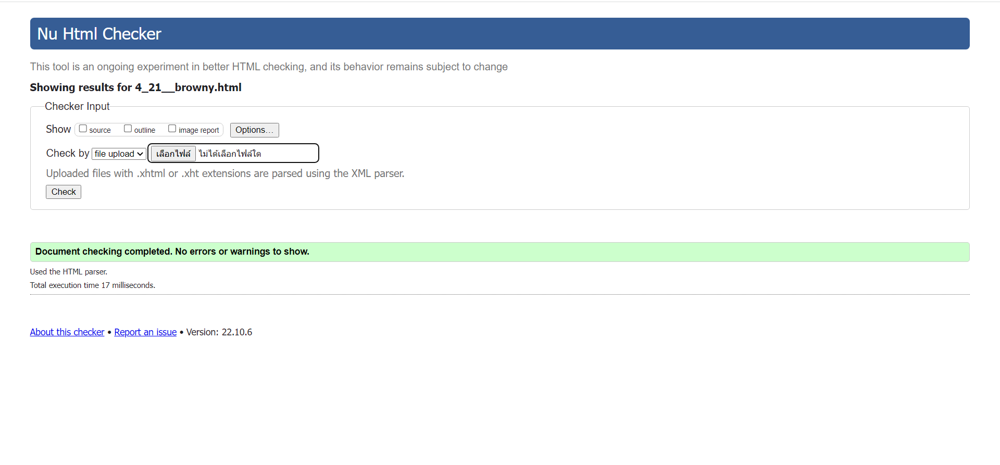 Nu Html Checker
This tool is an ongoing experiment in better HTML checking, and its behavior remains subject to change
Showing results for 4_21__browny.html
Checker Input
Show source outline image report Options...
Check by file upload เลือกไฟล์ ไม่ได้เลือกไฟล์ใด
Uploaded files with .xhtml or .xht extensions are parsed using the XML parser.
Check
Document checking completed. No errors or warnings to show.
Used the HTML parser.
Total execution time 17 milliseconds.
About this checker • Report an issue • Version: 22.10.6